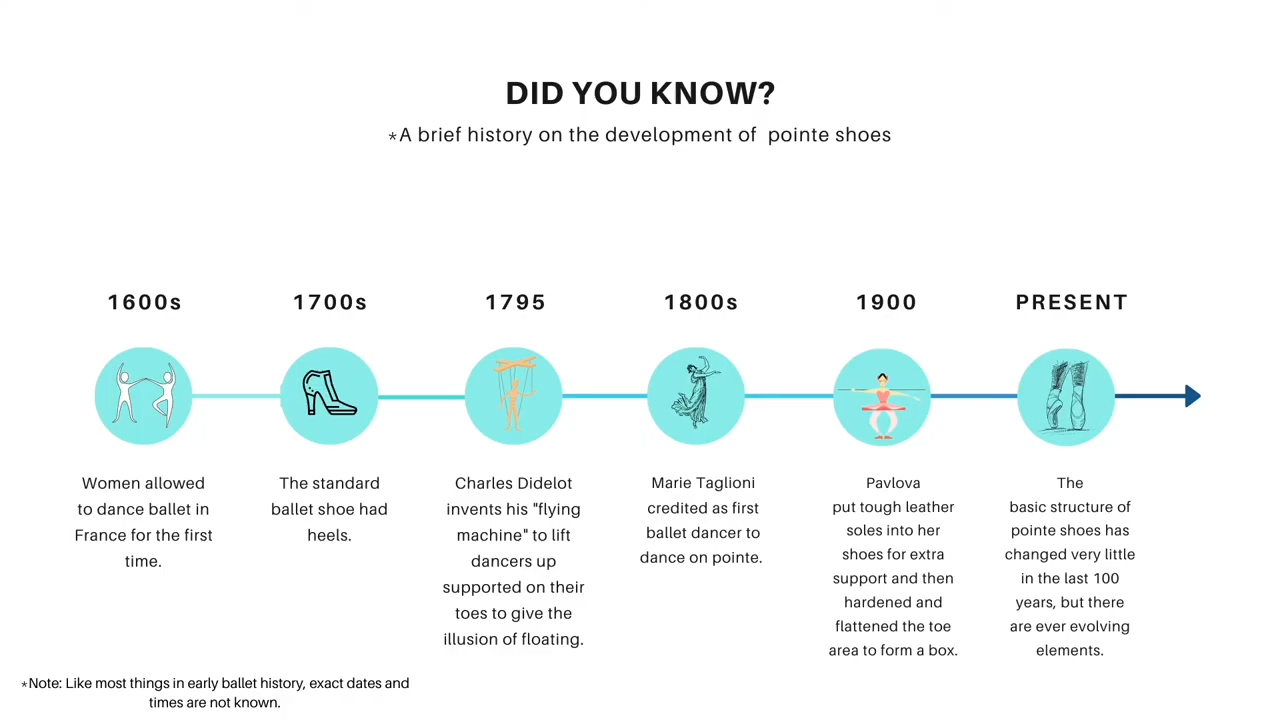 DID YOU KNOW?
*A brief history on the development of pointe shoes
1600s
Women allowed
to dance ballet in
France for the first
time.
1700s
The standard
ballet shoe had
heels.
1795
Charles Didelot
invents his "flying
machine" to lift
dancers up
supported on their
toes to give the
illusion of floating.
1800s
Marie Taglioni
credited as first
ballet dancer to
dance on pointe.
1900
Pavlova
put tough leather
soles into her
shoes for extra
support and then
hardened and
flattened the toe
area to form a box.
PRESENT
The
basic structure of
pointe shoes has
changed very little
in the last 100
years, but there
are ever evolving
elements.
*Note: Like most things in early ballet history, exact dates and
times are not known.